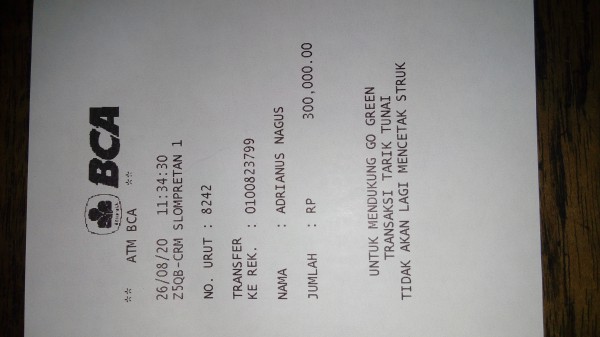 BCA
** ATM BCA **
26/08/20 11:34:30
Z5QB-CRM SLOMPRETAN 1
NO. URUT : 8242
TRANSFER
KE REK. : 0100823799
NAMA : ADRIANUS NAGUS
JUMLAH : RP 300,000.00
UNTUK MENDUKUNG GO GREEN
TRANSAKSI TARIK TUNAI
TIDAK AKAN LAGI MENCETAK STRUK